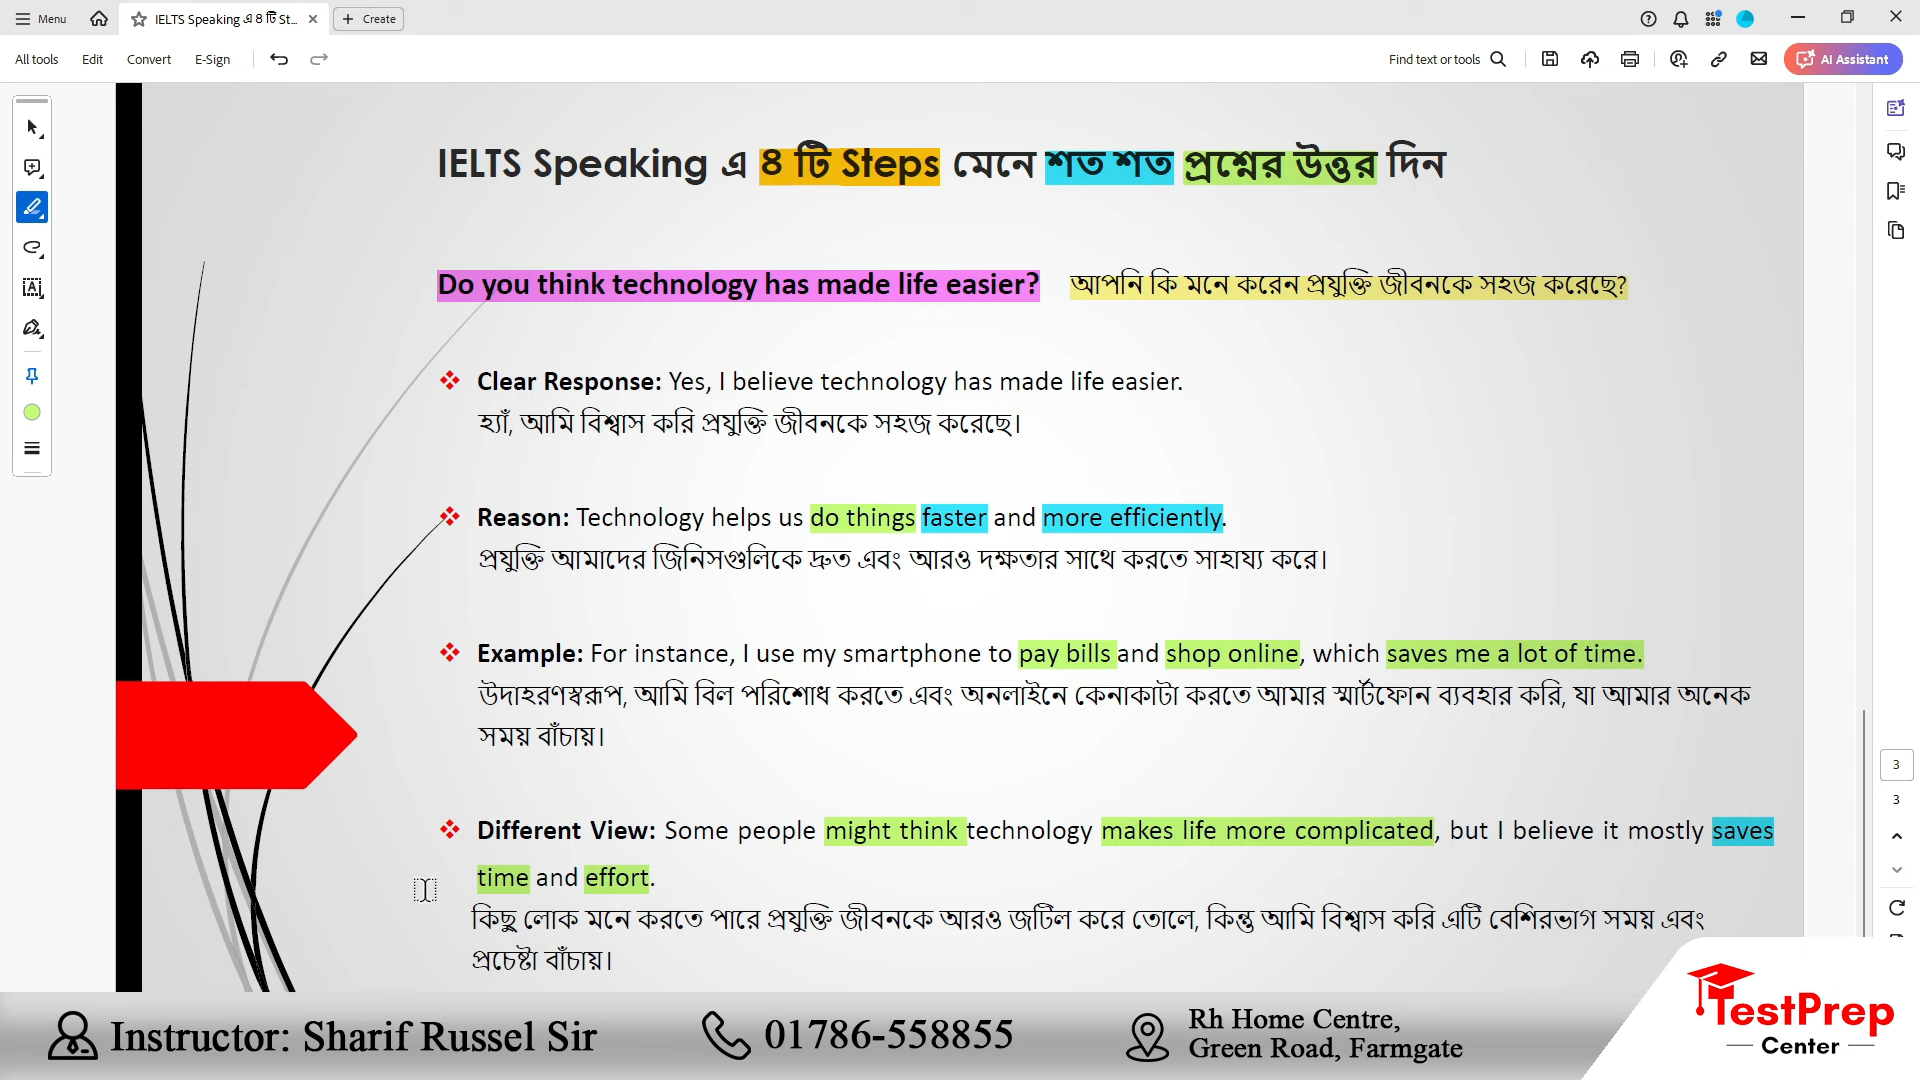 Menu
IELTS Speaking এ ৪ টি St...
Create
All tools
Edit
Convert
E-Sign
Find text or tools
AI Assistant
IELTS Speaking এ ৪ টি Steps মেনে শত শত প্রশ্নের উত্তর দিন
Do you think technology has made life easier? আপনি কি মনে করেন প্রযুক্তি জীবনকে সহজ করেছে?
Clear Response: Yes, I believe technology has made life easier.
হ্যাঁ, আমি বিশ্বাস করি প্রযুক্তি জীবনকে সহজ করেছে।
Reason: Technology helps us do things faster and more efficiently.
প্রযুক্তি আমাদের জিনিসগুলিকে দ্রুত এবং আরও দক্ষতার সাথে করতে সাহায্য করে।
Example: For instance, I use my smartphone to pay bills and shop online, which saves me a lot of time.
উদাহরণস্বরূপ, আমি বিল পরিশোধ করতে এবং অনলাইনে কেনাকাটা করতে আমার স্মার্টফোন ব্যবহার করি, যা আমার অনেক
সময় বাঁচায়।
Different View: Some people might think technology makes life more complicated, but I believe it mostly saves
time and effort.
কিছু লোক মনে করতে পারে প্রযুক্তি জীবনকে আরও জটিল করে তোলে, কিন্তু আমি বিশ্বাস করি এটি বেশিরভাগ সময় এবং
প্রচেষ্টা বাঁচায়।
3
3
Instructor: Sharif Russel Sir
01786-558855
Rh Home Centre,
Green Road, Farmgate
TestPrep
Center